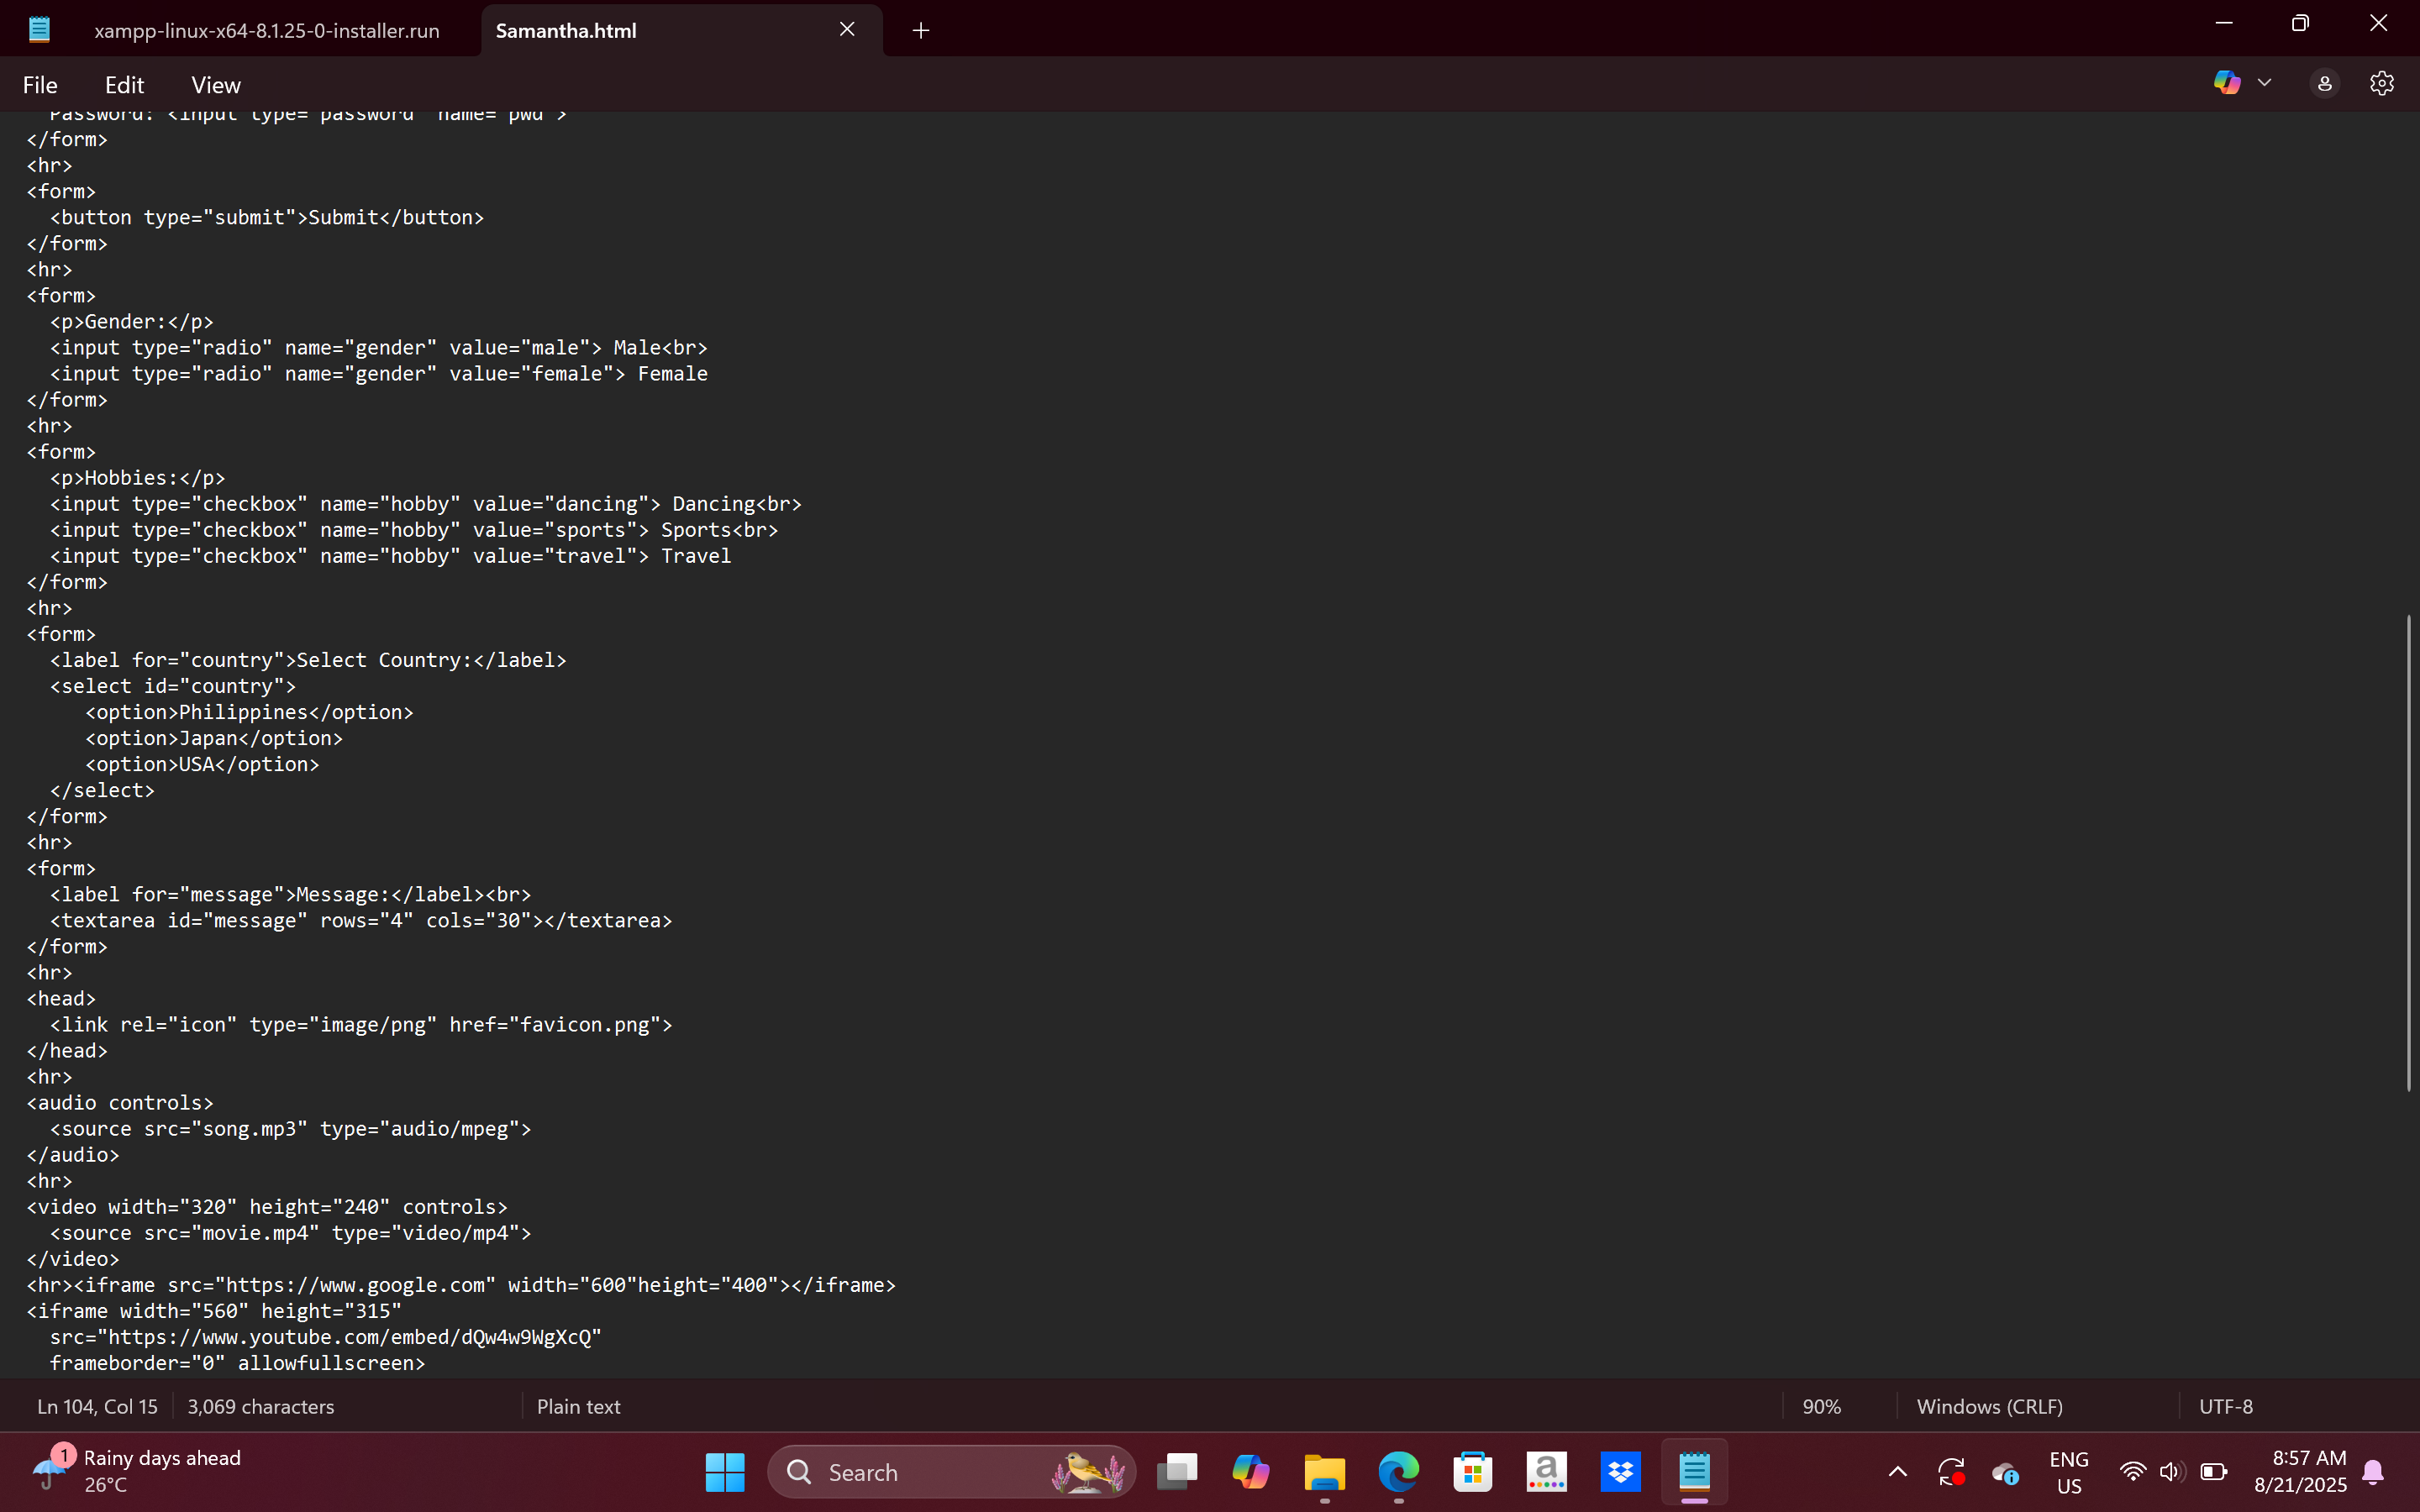 xampp-linux-x64-8.1.25-0-installer.run
Samantha.html
File Edit View
Password: <input type="password" name="pwd">
</form>
<hr>
<form>
  <button type="submit">Submit</button>
</form>
<hr>
<form>
  <p>Gender:</p>
  <input type="radio" name="gender" value="male"> Male<br>
  <input type="radio" name="gender" value="female"> Female
</form>
<hr>
<form>
  <p>Hobbies:</p>
  <input type="checkbox" name="hobby" value="dancing"> Dancing<br>
  <input type="checkbox" name="hobby" value="sports"> Sports<br>
  <input type="checkbox" name="hobby" value="travel"> Travel
</form>
<hr>
<form>
  <label for="country">Select Country:</label>
  <select id="country">
     <option>Philippines</option>
     <option>Japan</option>
     <option>USA</option>
  </select>
</form>
<hr>
<form>
  <label for="message">Message:</label><br>
  <textarea id="message" rows="4" cols="30"></textarea>
</form>
<hr>
<head>
  <link rel="icon" type="image/png" href="favicon.png">
</head>
<hr>
<audio controls>
  <source src="song.mp3" type="audio/mpeg">
</audio>
<hr>
<video width="320" height="240" controls>
  <source src="movie.mp4" type="video/mp4">
</video>
<hr><iframe src="https://www.google.com" width="600"height="400"></iframe>
<iframe width="560" height="315"
  src="https://www.youtube.com/embed/dQw4w9WgXcQ"
  frameborder="0" allowfullscreen>
Ln 104, Col 15 3,069 characters Plain text 90% Windows (CRLF) UTF-8
1
Rainy days ahead
26°C
Search
a
ENG
US
8:57 AM
8/21/2025